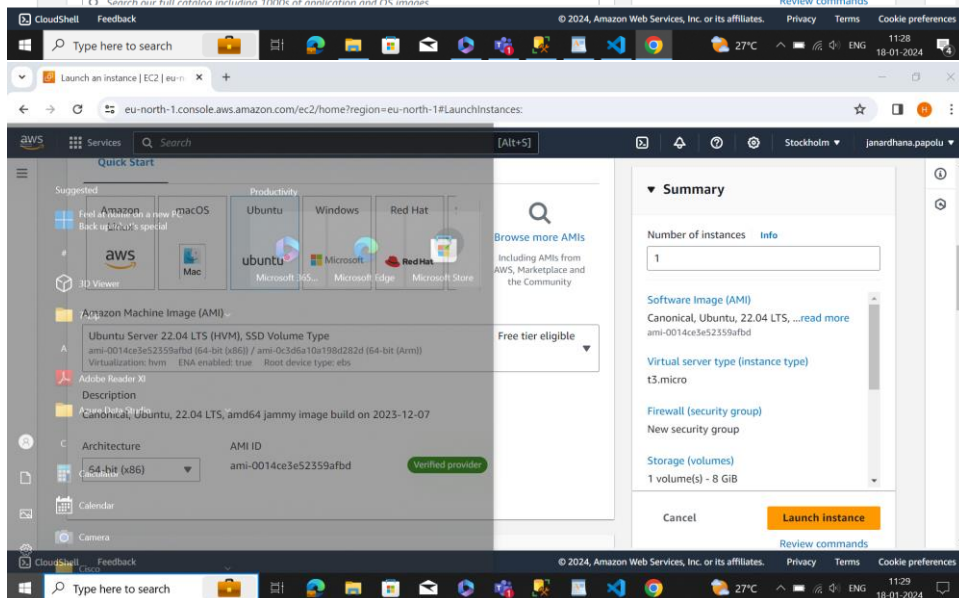 Search our full catalog including 1000s of application and OS images
Review commands
CloudShell Feedback © 2024, Amazon Web Services, Inc. or its affiliates. Privacy Terms Cookie preferences
Type here to search 27°C ENG 11:28
18-01-2024
4
Launch an instance | EC2 | eu-n
eu-north-1.console.aws.amazon.com/ec2/home?region=eu-north-1#LaunchInstances:
H
aws Services Search [Alt+S] Stockholm janardhana.papolu
Quick Start
Suggested Productivity
Feel at home on a new PC
Back up what's special
Amazon macOS Ubuntu Windows Red Hat
aws Mac ubuntu Microsoft Red Hat
Microsoft 365... Microsoft Edge Microsoft Store
#
3D Viewer
Browse more AMIs
Including AMIs from
AWS, Marketplace and
the Community
Amazon Machine Image (AMI)
Ubuntu Server 22.04 LTS (HVM), SSD Volume Type Free tier eligible
ami-0014ce3e52359afbd (64-bit (x86)) / ami-0c3d6a10a198d282d (64-bit (Arm))
Virtualization: hvm ENA enabled: true Root device type: ebs
A
Adobe Reader XI
Description
Azure Data Studio
Canonical, Ubuntu, 22.04 LTS, amd64 jammy image build on 2023-12-07
C
Architecture AMI ID
64-bit (x86) ami-0014ce3e52359afbd Verified provider
Calculator
Calendar
Camera
Cisco
Summary
Number of instances Info
1
Software Image (AMI)
Canonical, Ubuntu, 22.04 LTS, ...read more
ami-0014ce3e52359afbd
Virtual server type (instance type)
t3.micro
Firewall (security group)
New security group
Storage (volumes)
1 volume(s) - 8 GiB
Cancel Launch instance
Review commands
CloudShell Feedback © 2024, Amazon Web Services, Inc. or its affiliates. Privacy Terms Cookie preferences
Type here to search 27°C ENG 11:29
18-01-2024